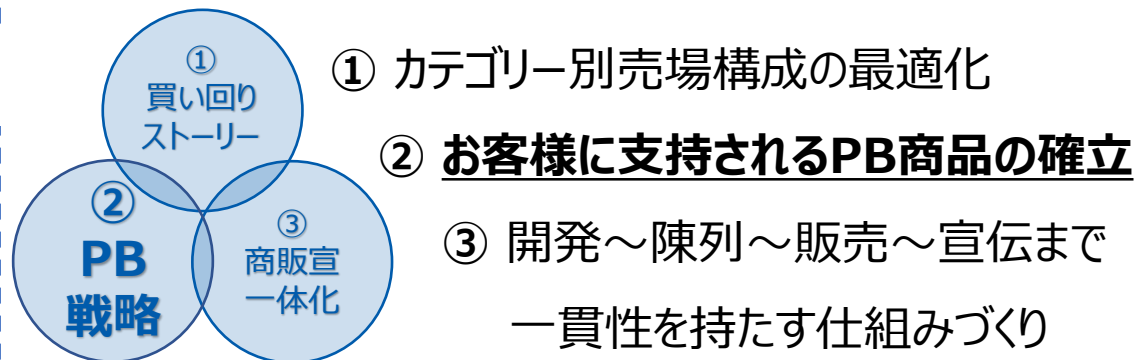 ①
買い回り
ストーリー
②
PB
戦略
③
商販宣
一体化
① カテゴリー別売場構成の最適化
② お客様に支持されるPB商品の確立
③ 開発～陳列～販売～宣伝まで
一貫性を持たす仕組みづくり